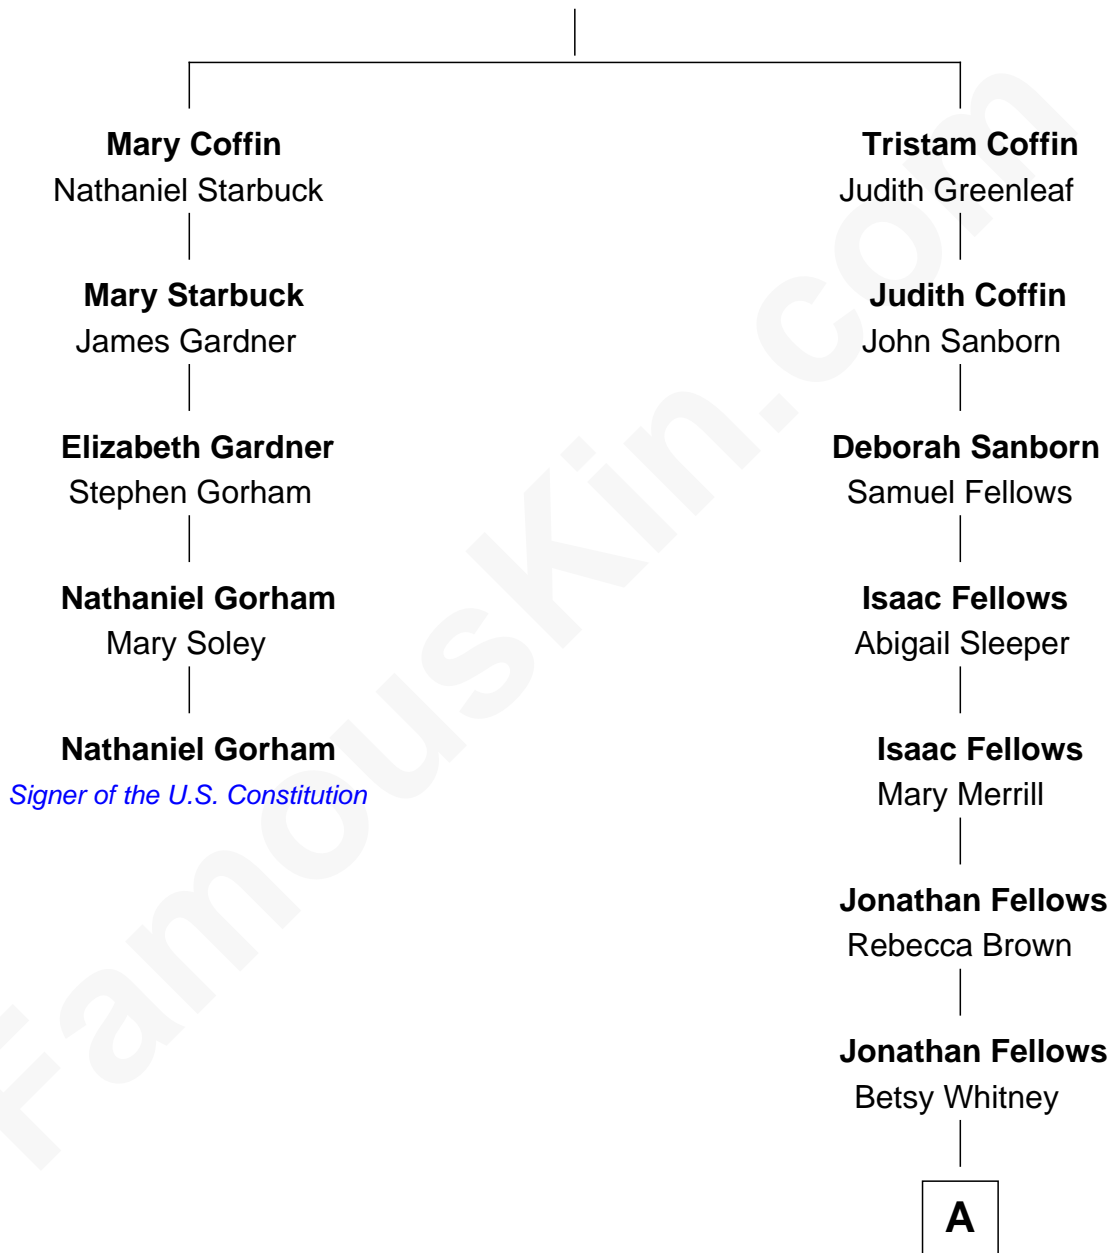 Mary Coffin
Nathaniel Starbuck
Mary Starbuck
James Gardner
Elizabeth Gardner
Stephen Gorham
Nathaniel Gorham
Mary Soley
Nathaniel Gorham
Signer of the U.S. Constitution
Tristam Coffin
Judith Greenleaf
Judith Coffin
John Sanborn
Deborah Sanborn
Samuel Fellows
Isaac Fellows
Abigail Sleeper
Isaac Fellows
Mary Merrill
Jonathan Fellows
Rebecca Brown
Jonathan Fellows
Betsy Whitney
A
FamousKin.com